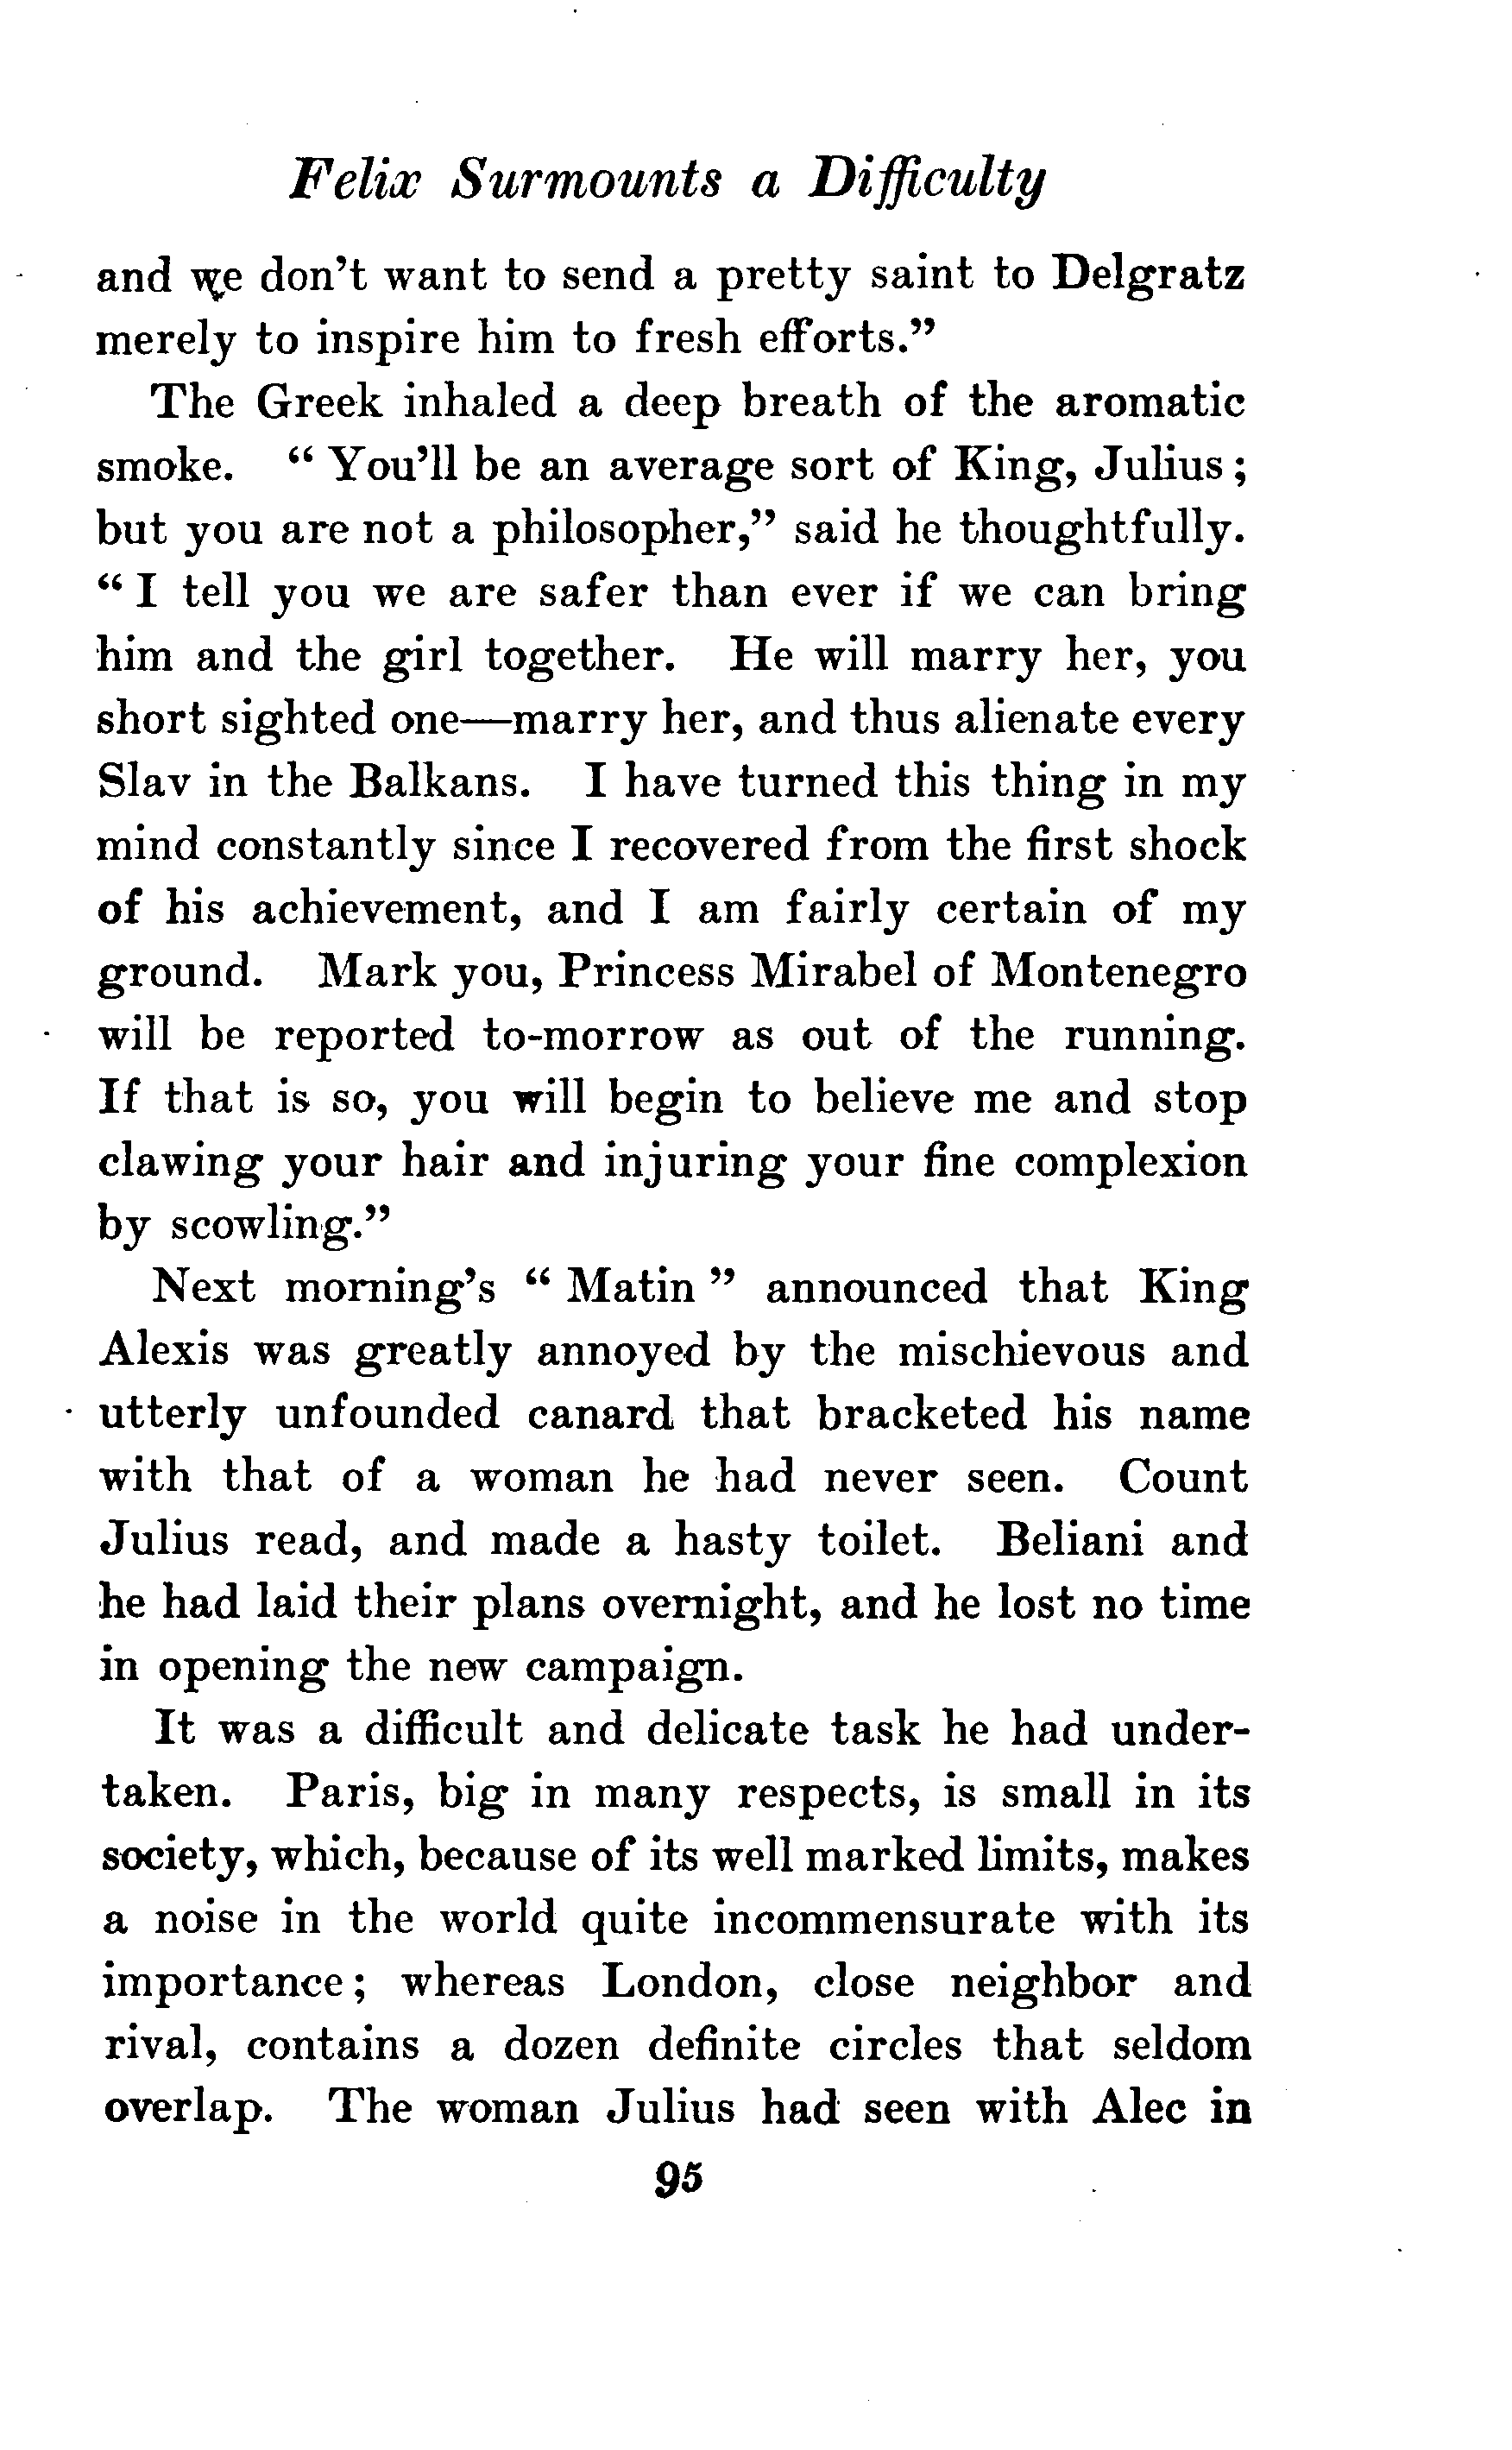 Felix Surmounts a Difficulty
and we don't want to send a pretty saint to Delgratz
merely to inspire him to fresh efforts."
The Greek inhaled a deep breath of the aromatic
smoke. "You'll be an average sort of King, Julius;
but you are not a philosopher," said he thoughtfully.
"I tell you we are safer than ever if we can bring
him and the girl together. He will marry her, you
short sighted one—marry her, and thus alienate every
Slav in the Balkans. I have turned this thing in my
mind constantly since I recovered from the first shock
of his achievement, and I am fairly certain of my
ground. Mark you, Princess Mirabel of Montenegro
will be reported to-morrow as out of the running.
If that is so, you will begin to believe me and stop
clawing your hair and injuring your fine complexion
by scowling."
Next morning's "Matin" announced that King
Alexis was greatly annoyed by the mischievous and
utterly unfounded canard that bracketed his name
with that of a woman he had never seen. Count
Julius read, and made a hasty toilet. Beliani and
he had laid their plans overnight, and he lost no time
in opening the new campaign.
It was a difficult and delicate task he had under-
taken. Paris, big in many respects, is small in its
society, which, because of its well marked limits, makes
a noise in the world quite incommensurate with its
importance; whereas London, close neighbor and
rival, contains a dozen definite circles that seldom
overlap. The woman Julius had seen with Alec in
95